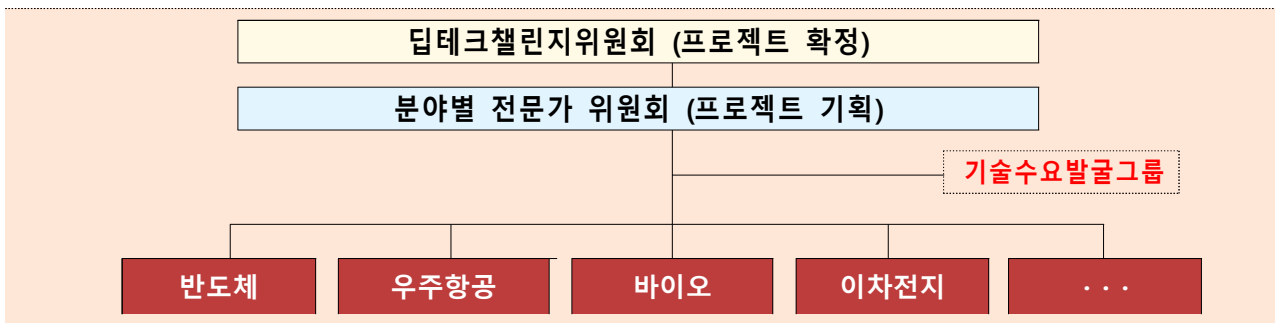 딥테크챌린지위원회 (프로젝트 확정)
분야별 전문가 위원회 (프로젝트 기획)
기술수요발굴그룹
반도체
우주항공
바이오
이차전지
· · ·